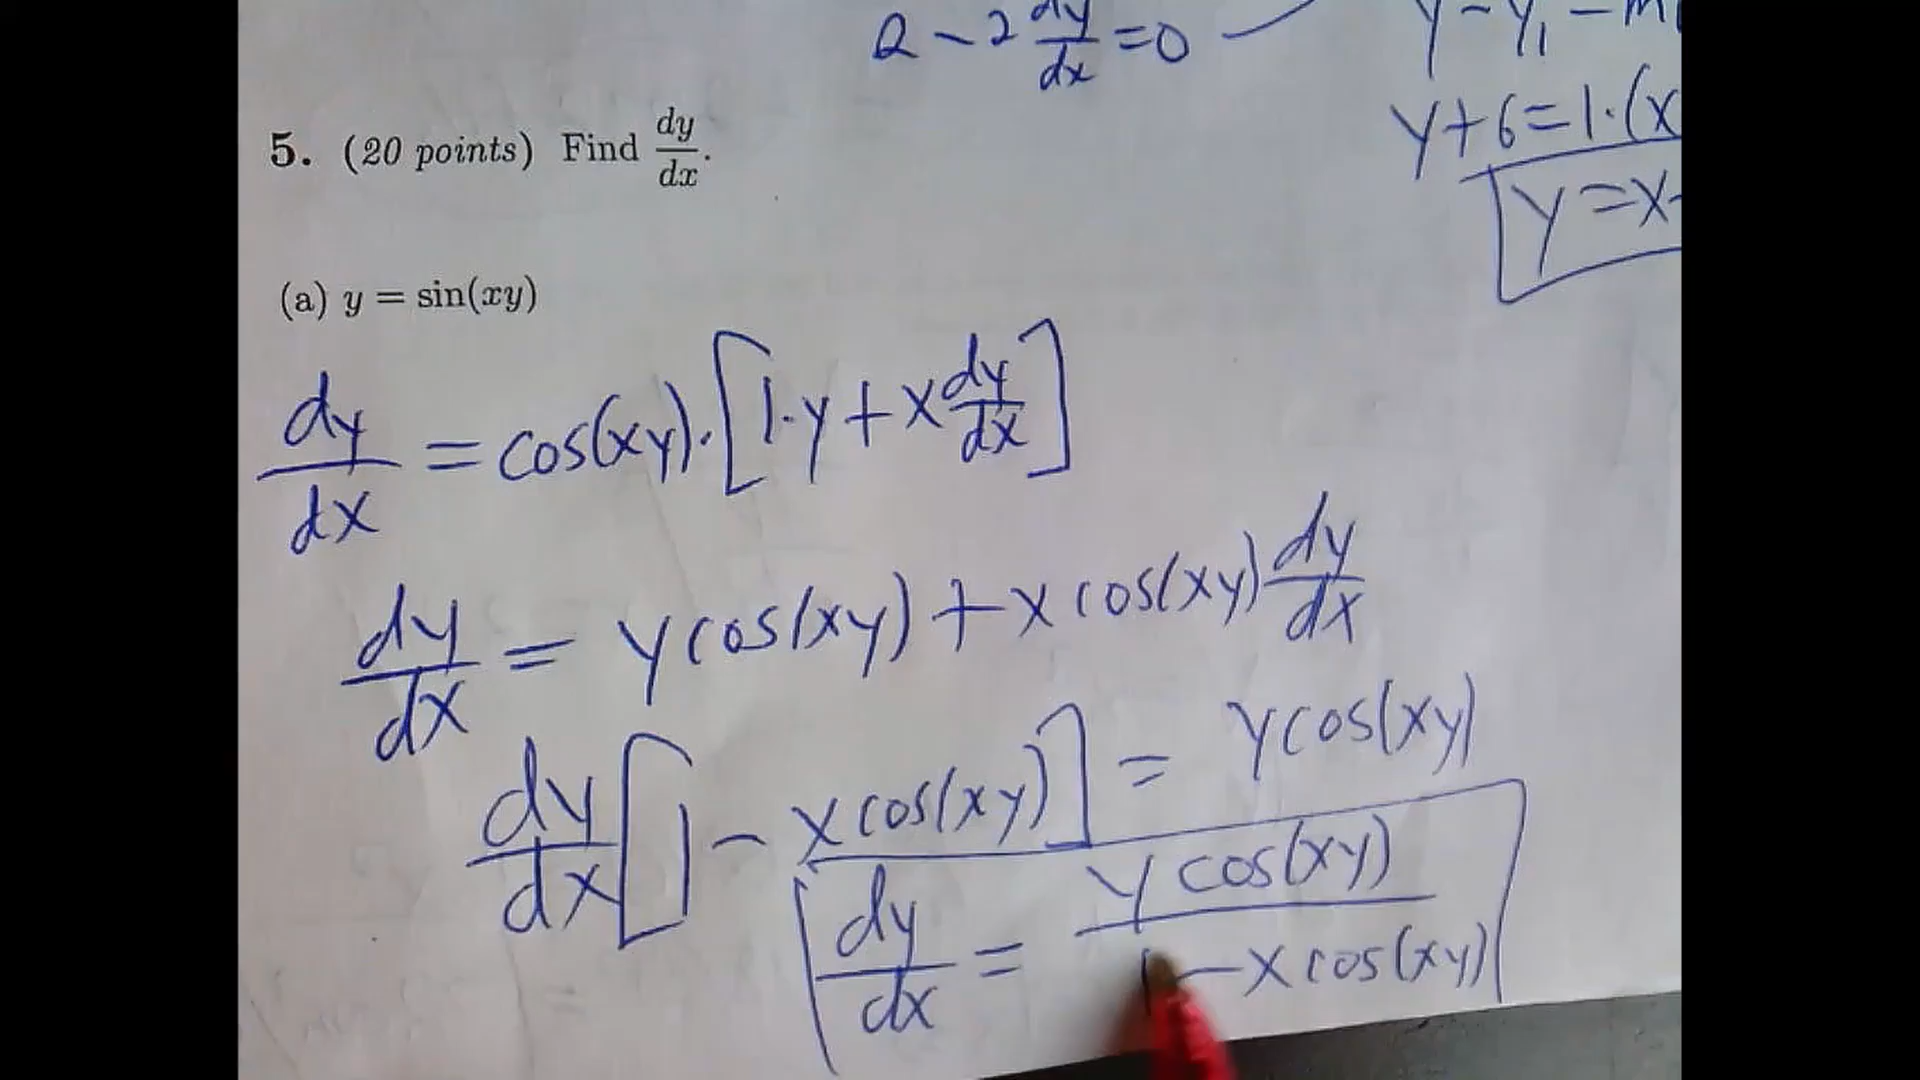 2 - 2 dy/dx = 0
y - y₁ = m
y + 6 = 1·(x
y = x -
5. (20 points) Find dy/dx.
(a) y = sin(xy)
dy/dx = cos(xy)·[1·y + x dy/dx]
dy/dx = y cos(xy) + x cos(xy) dy/dx
dy/dx [1 - x cos(xy)] = y cos(xy)
dy/dx = y cos(xy) / 1 - x cos(xy)